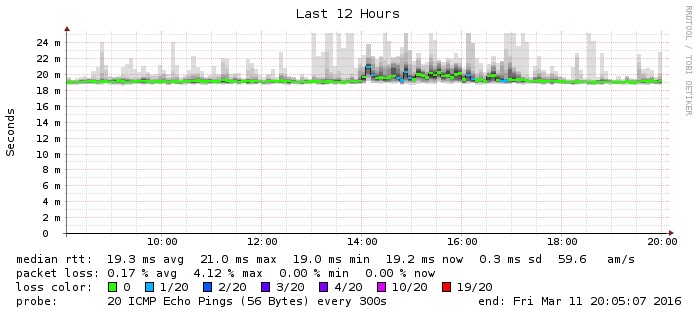 Last 12 Hours
RRDTOOL / TOBI OETIKER
Seconds
24 m
22 m
20 m
18 m
16 m
14 m
12 m
10 m
8 m
6 m
4 m
2 m
0
10:00 12:00 14:00 16:00 18:00 20:00
median rtt: 19.3 ms avg 21.0 ms max 19.0 ms min 19.2 ms now 0.3 ms sd 59.6 am/s
packet loss: 0.17 % avg 4.12 % max 0.00 % min 0.00 % now
loss color: 0 1/20 2/20 3/20 4/20 10/20 19/20
probe: 20 ICMP Echo Pings (56 Bytes) every 300s end: Fri Mar 11 20:05:07 2016